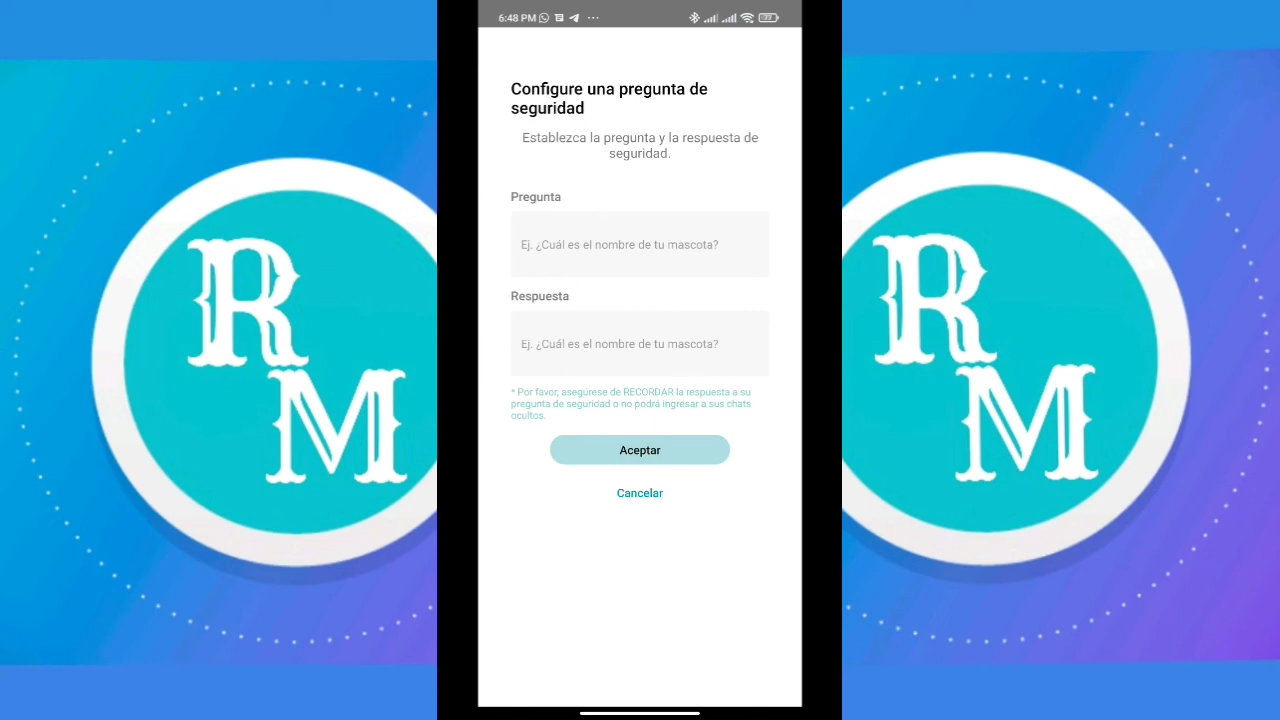 6:48 PM
Configure una pregunta de
seguridad
Establezca la pregunta y la respuesta de
seguridad.
Pregunta
Ej. ¿Cuál es el nombre de tu mascota?
Respuesta
Ej. ¿Cuál es el nombre de tu mascota?
* Por favor, asegúrese de RECORDAR la respuesta a su
pregunta de seguridad o no podrá ingresar a sus chats
ocultos.
Aceptar
Cancelar
R
M
R
M